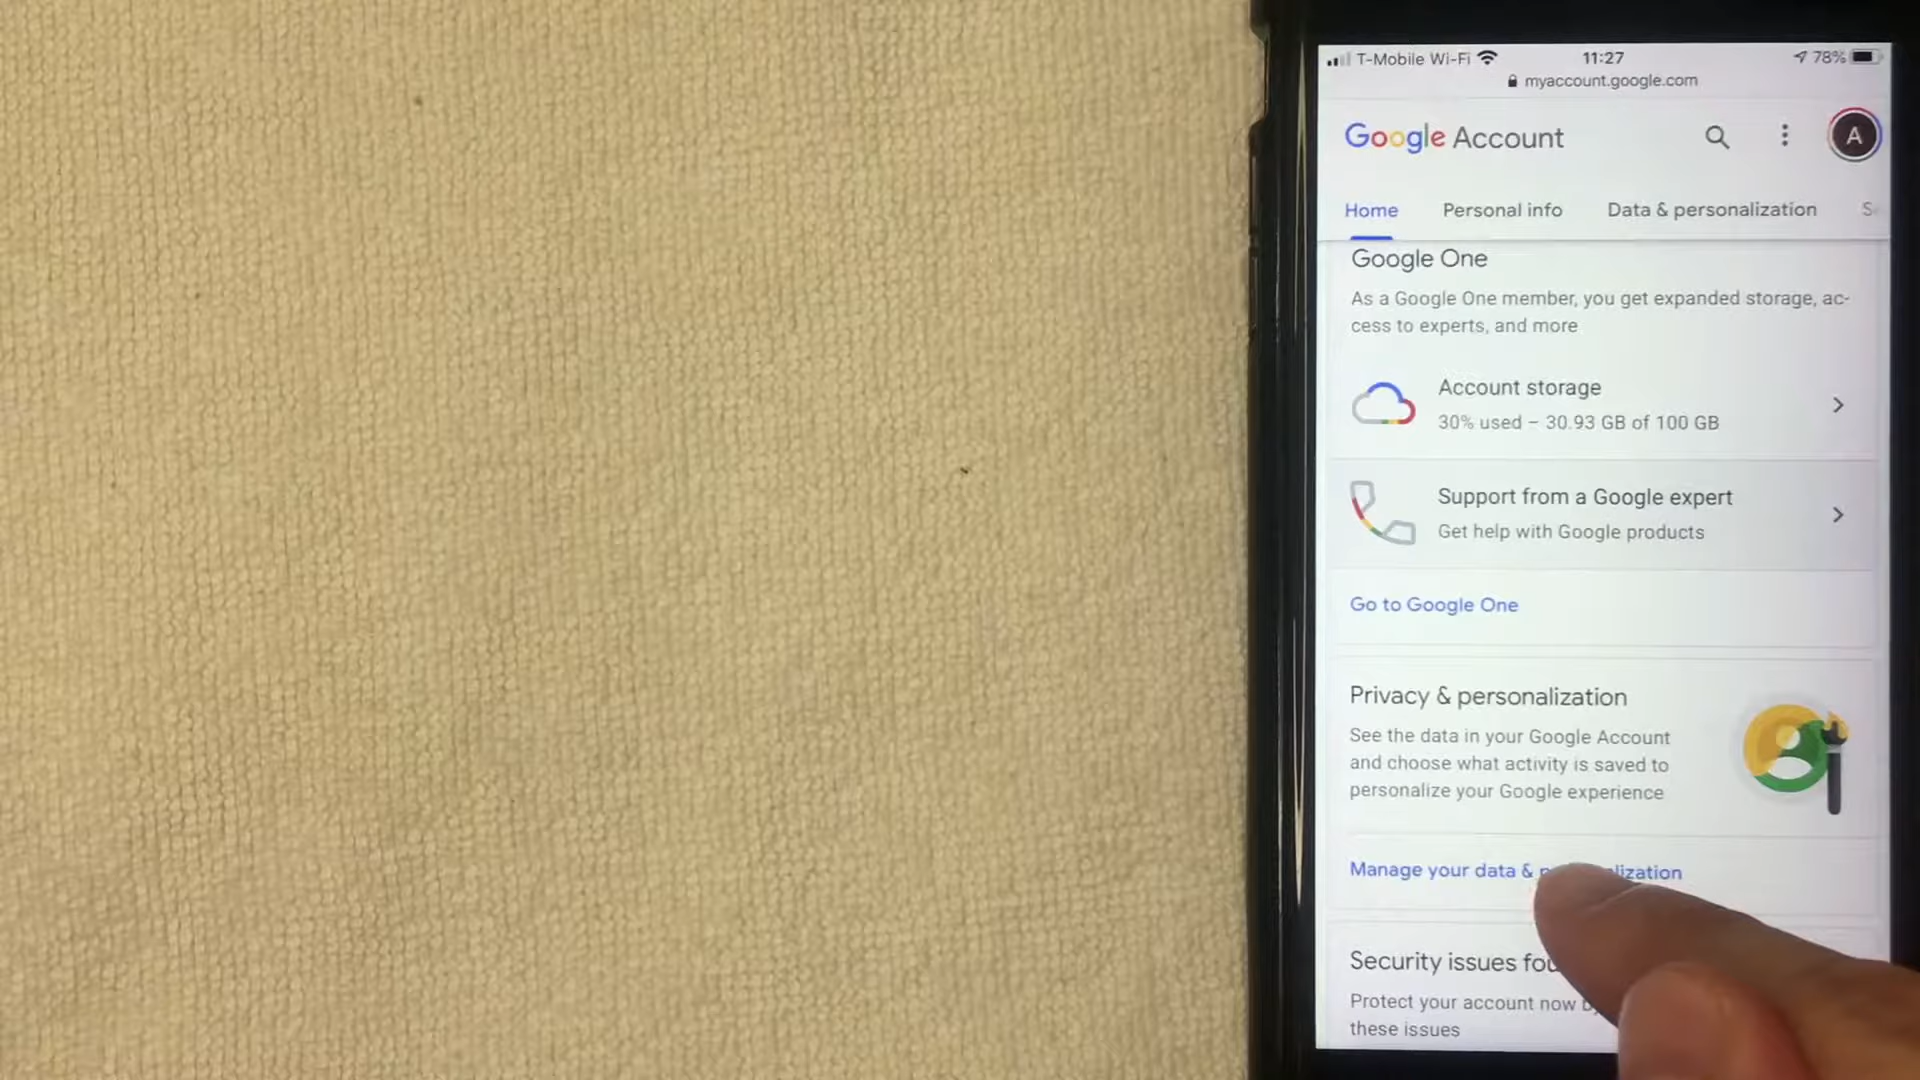 T-Mobile Wi-Fi 11:27 78%
myaccount.google.com
Google Account A
Home Personal info Data & personalization S
Google One
As a Google One member, you get expanded storage, ac-
cess to experts, and more
Account storage
30% used – 30.93 GB of 100 GB
Support from a Google expert
Get help with Google products
Go to Google One
Privacy & personalization
See the data in your Google Account
and choose what activity is saved to
personalize your Google experience
Manage your data &
Security issues
Protect your account now
these issues